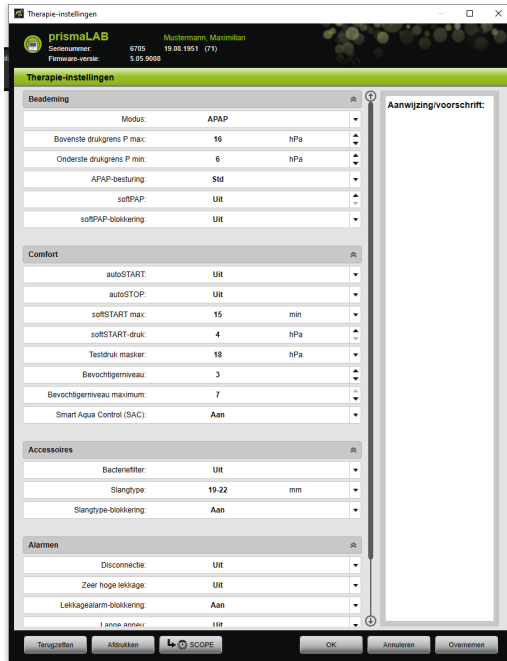 Therapie-instellingen
prismaLAB Mustermann, Maximilian
Serienummer: 6705 19.08.1951 (71)
Firmware-versie: 5.05.9008
Therapie-instellingen
Beademing
Modus: APAP
Bovenste drukgrens P max: 16 hPa
Onderste drukgrens P min: 6 hPa
APAP-besturing: Std
softPAP: Uit
softPAP-blokkering: Uit
Comfort
autoSTART: Uit
autoSTOP: Uit
softSTART max: 15 min
softSTART-druk: 4 hPa
Testdruk masker: 18 hPa
Bevochtigerniveau: 3
Bevochtigerniveau maximum: 7
Smart Aqua Control (SAC): Aan
Accessoires
Bacteriefilter: Uit
Slangtype: 19-22 mm
Slangtype-blokkering: Aan
Alarmen
Disconnectie: Uit
Zeer hoge lekkage: Uit
Lekkagealarm-blokkering: Aan
Lange apneu: Uit
Aanwijzing/voorschrift:
Terugzetten Afdrukken SCOPE OK Annuleren Overnemen